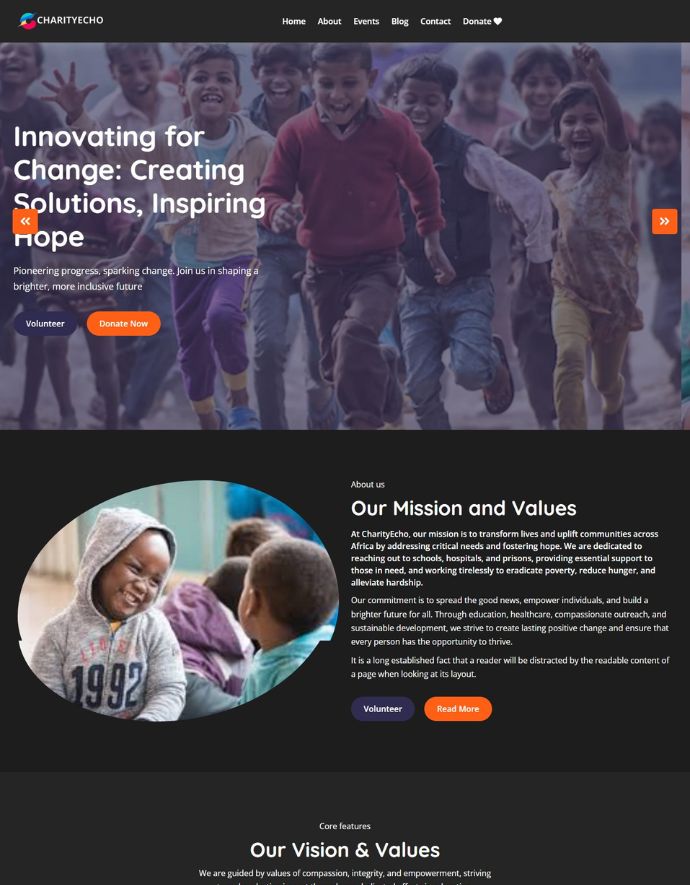 CHARITYECHO
Home About Events Blog Contact Donate
Innovating for
Change: Creating
Solutions, Inspiring
Hope
Pioneering progress, sparking change. Join us in shaping a
brighter, more inclusive future
Volunteer Donate Now
About us
Our Mission and Values
At CharityEcho, our mission is to transform lives and uplift communities across
Africa by addressing critical needs and fostering hope. We are dedicated to
reaching out to schools, hospitals, and prisons, providing essential support to
those in need, and working tirelessly to eradicate poverty, reduce hunger, and
alleviate hardship.
Our commitment is to spread the good news, empower individuals, and build a
brighter future for all. Through education, healthcare, compassionate outreach, and
sustainable development, we strive to create lasting positive change and ensure that
every person has the opportunity to thrive.
It is a long established fact that a reader will be distracted by the readable content of
a page when looking at its layout.
Volunteer Read More
1992
Core features
Our Vision & Values
We are guided by values of compassion, integrity, and empowerment, striving